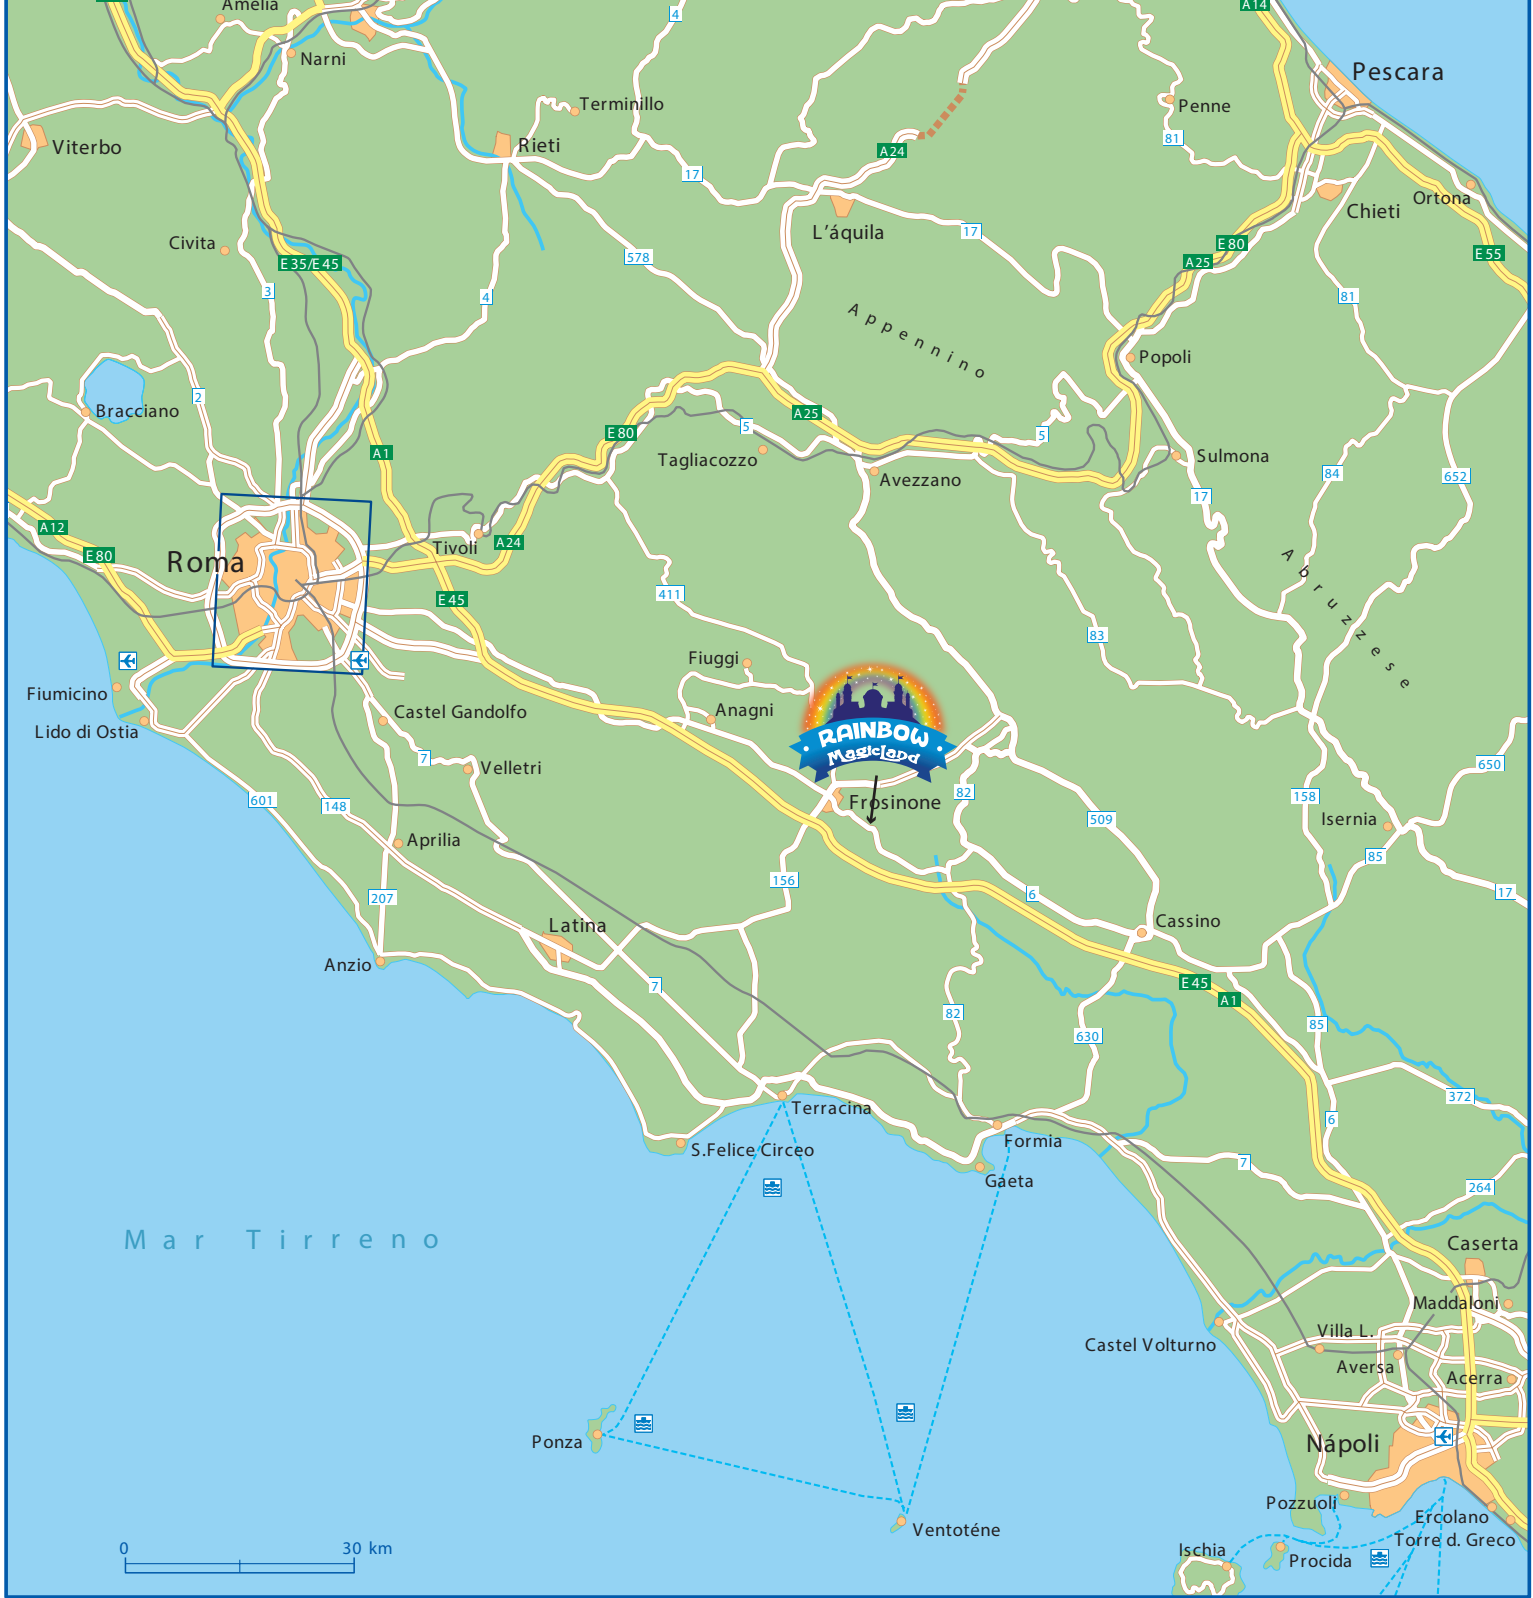 Amelia
4
A14
Narni
Pescara
Terminillo
Penne
Viterbo
Rieti
81
A24
17
Ortona
Chieti
L'áquila
17
Civita
E80
E55
578
A25
E35/E45
3
4
81
Appennino
Popoli
2
Bracciano
A25
5
E80
5
A1
Tagliacozzo
Sulmona
Avezzano
84
652
17
A12
E80
Roma
Tivoli
A24
Abruzzese
411
E45
83
Fiuggi
Fiumicino
Anagni
Castel Gandolfo
Lido di Ostia
RAINBOW
MagicLand
7
Velletri
650
601
148
Frosinone
82
158
509
Isernia
Aprilia
85
156
6
17
207
Latina
Cassino
Anzio
7
E45
A1
82
85
630
372
Terracina
6
Formia
S.Felice Circeo
7
Gaeta
264
Mar Tirreno
Caserta
Maddaloni
Villa L.
Castel Volturno
Aversa
Acerra
Ponza
Nápoli
Pozzuoli
Ercolano
Ventoténe
Torre d. Greco
0 30 km
Ischia
Procida